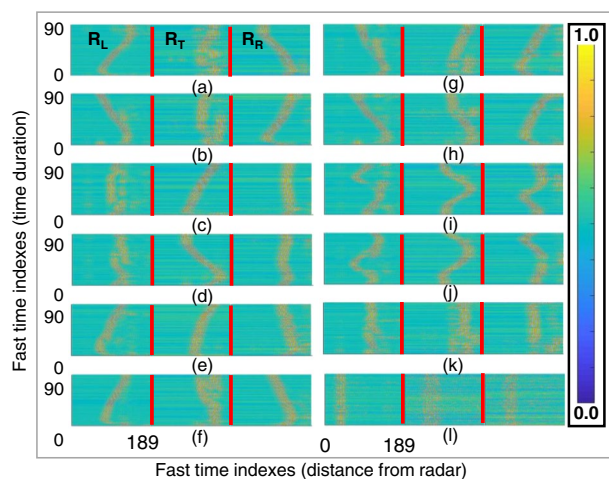 90 R_L R_T R_R 1.0
0
(a) (g)
90
0
(b) (h)
90
0
(c) (i)
90
0
(d) (j)
90
0
(e) (k)
90
0 189 (f) 0 189 (l)
0.0
Fast time indexes (time duration)
Fast time indexes (distance from radar)